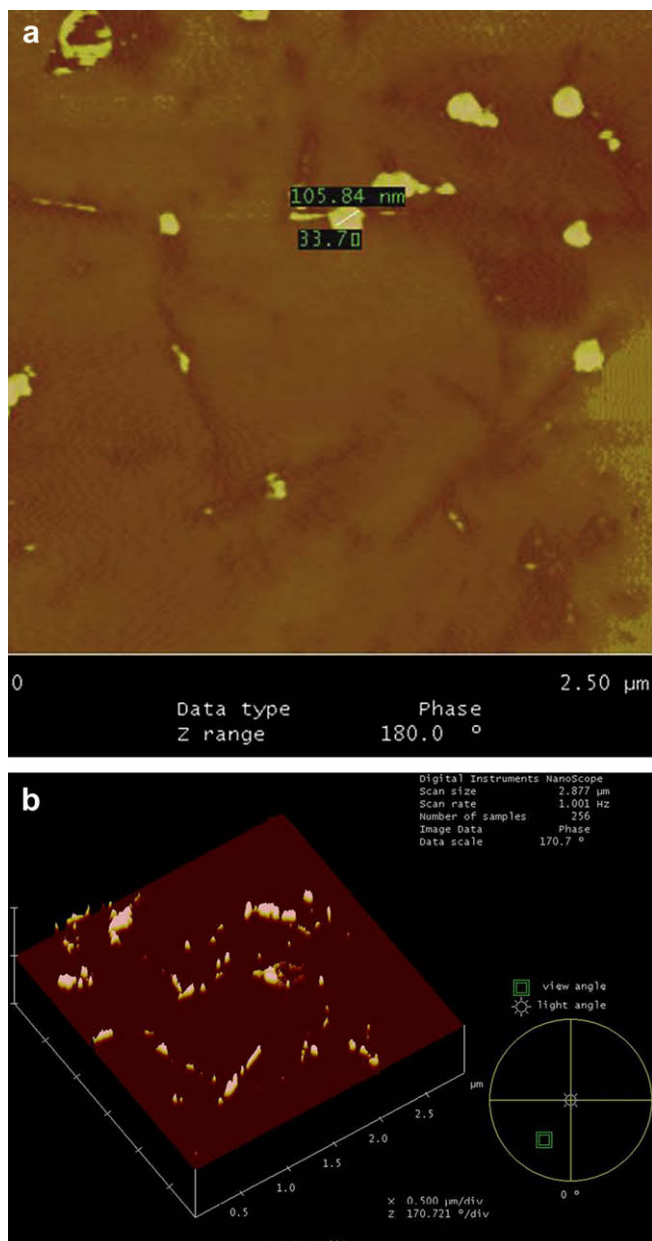 a
105.84 nm
33.7▯
0 2.50 μm
Data type Phase
Z range 180.0 °
b
Digital Instruments NanoScope
Scan size 2.877 μm
Scan rate 1.001 Hz
Number of samples 256
Image Data Phase
Data scale 170.7 °
view angle
light angle
μm
2.5
2.0
1.5
1.0
0.5
X 0.500 μm/div
Z 170.721 °/div
0 °